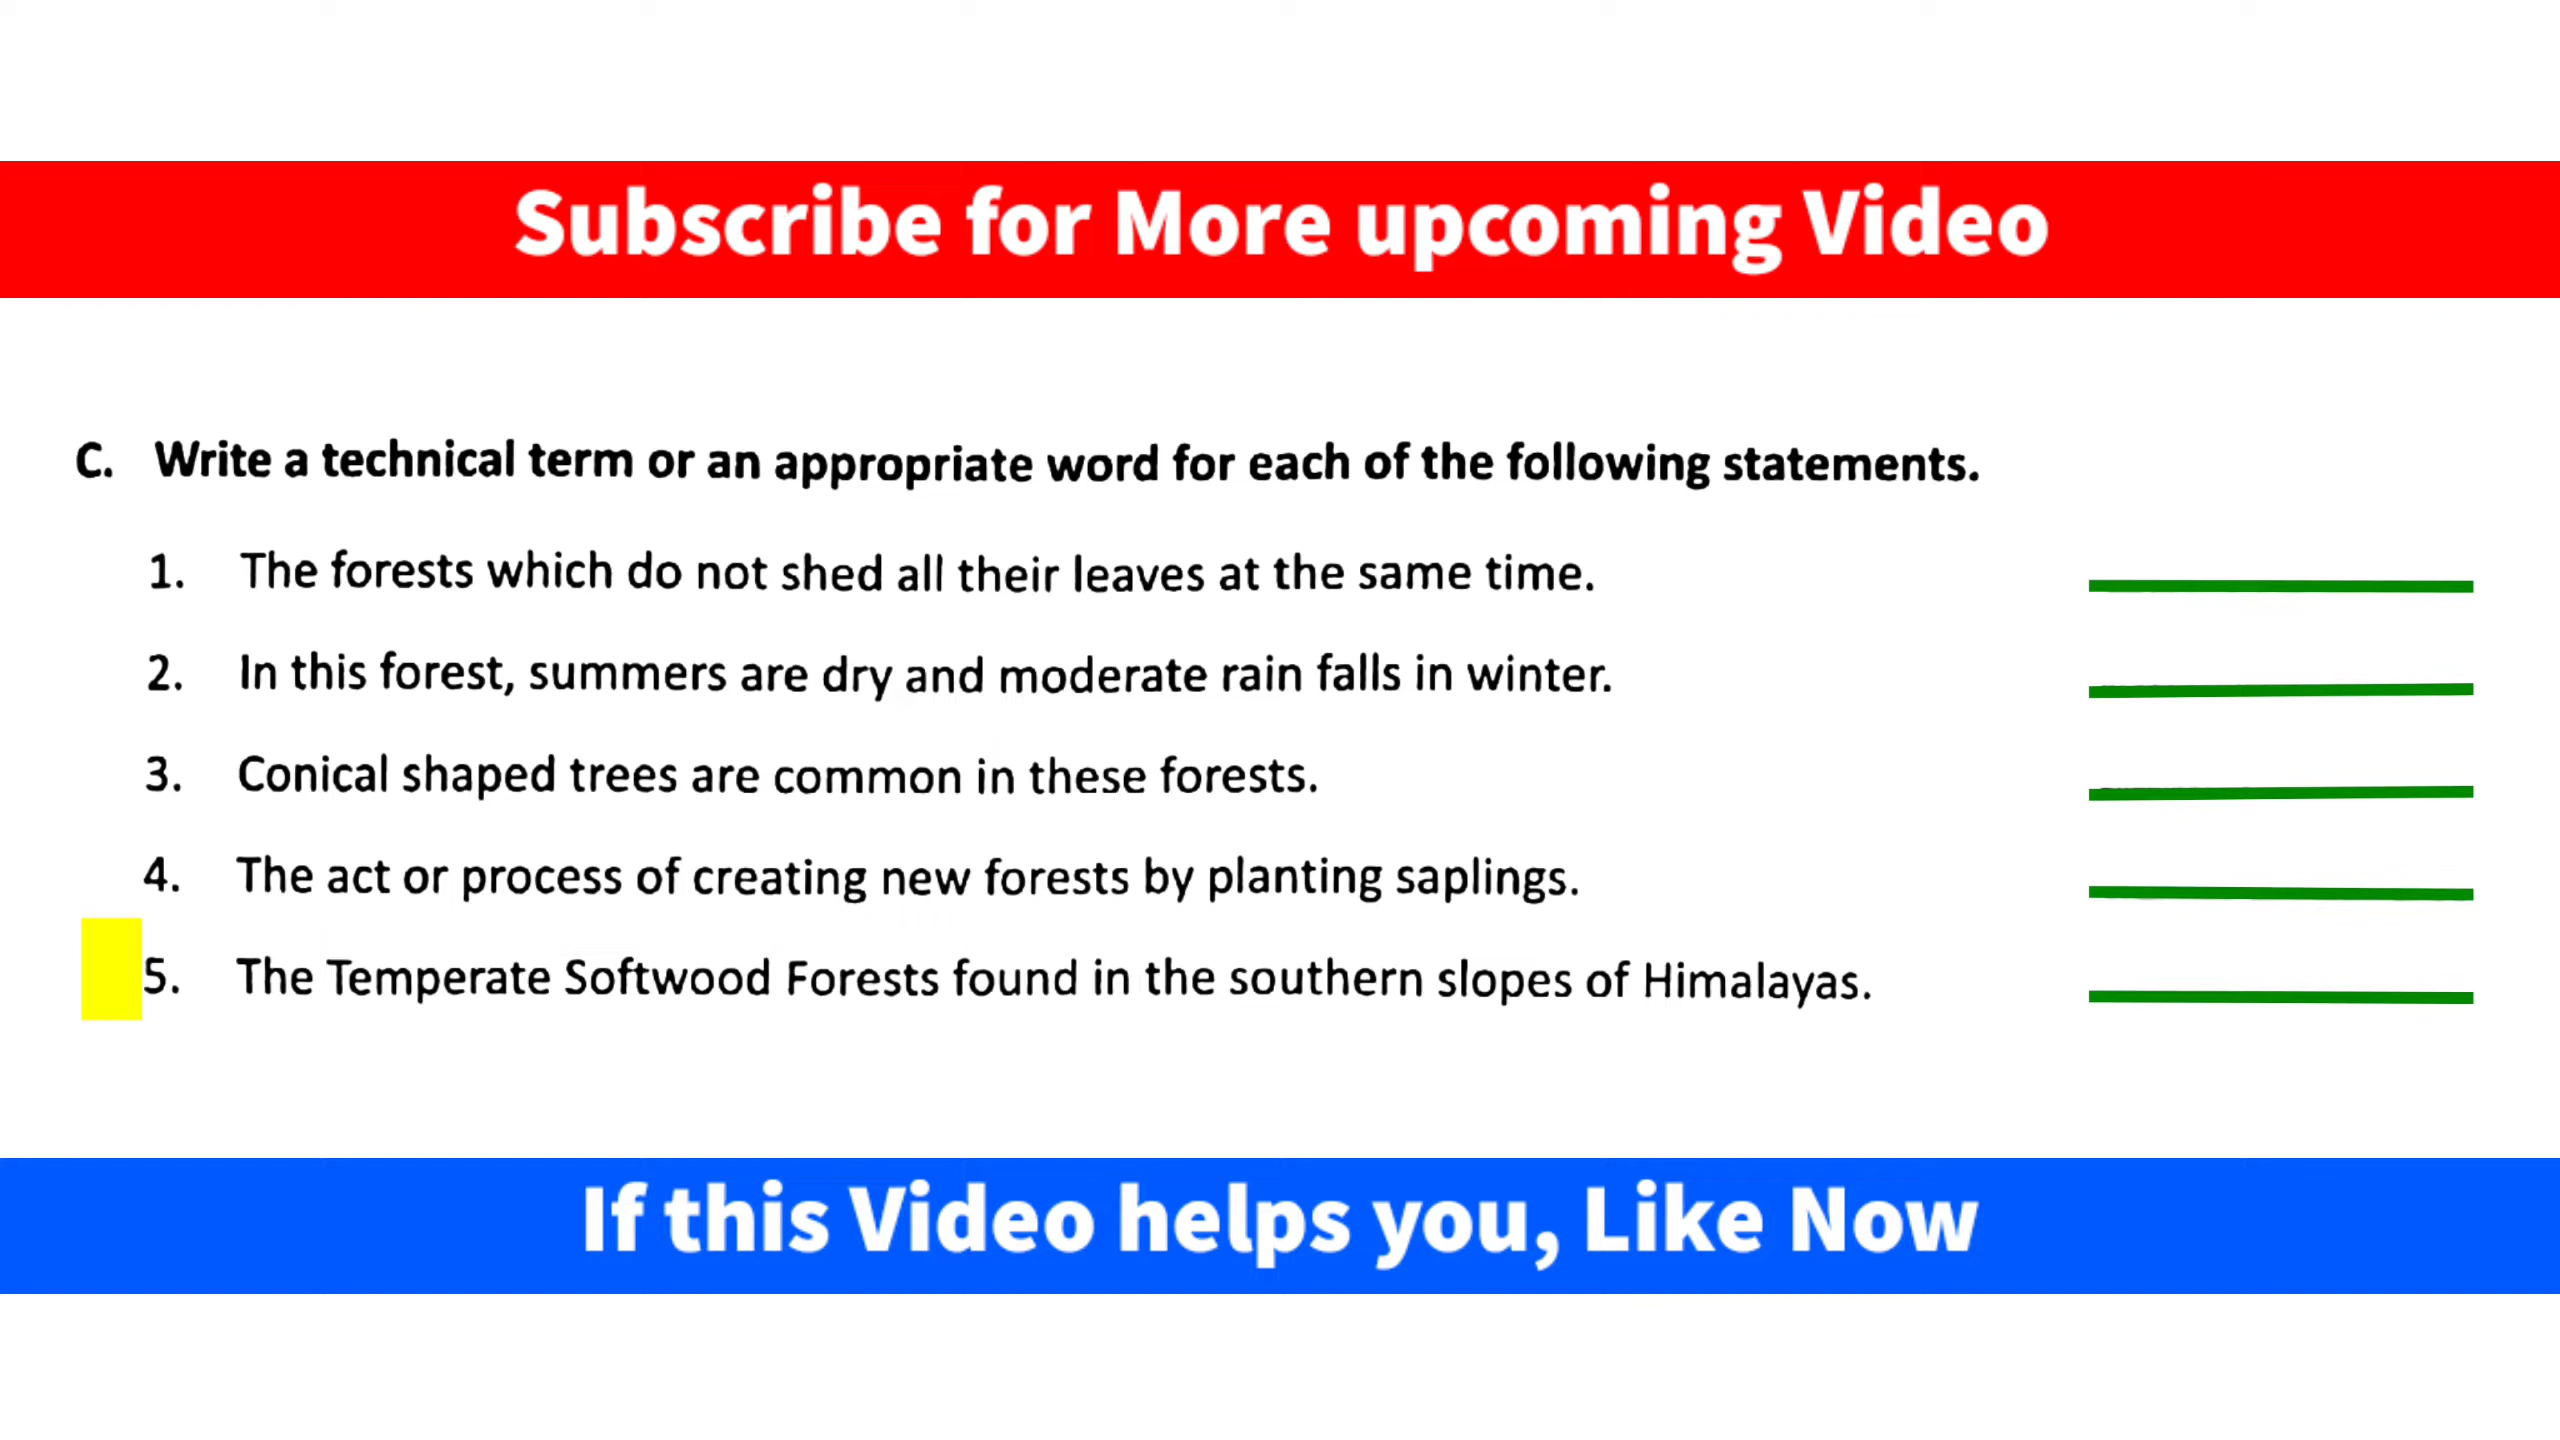 Subscribe for More upcoming Video
C. Write a technical term or an appropriate word for each of the following statements.
1. The forests which do not shed all their leaves at the same time.
2. In this forest, summers are dry and moderate rain falls in winter.
3. Conical shaped trees are common in these forests.
4. The act or process of creating new forests by planting saplings.
5. The Temperate Softwood Forests found in the southern slopes of Himalayas.
If this Video helps you, Like Now